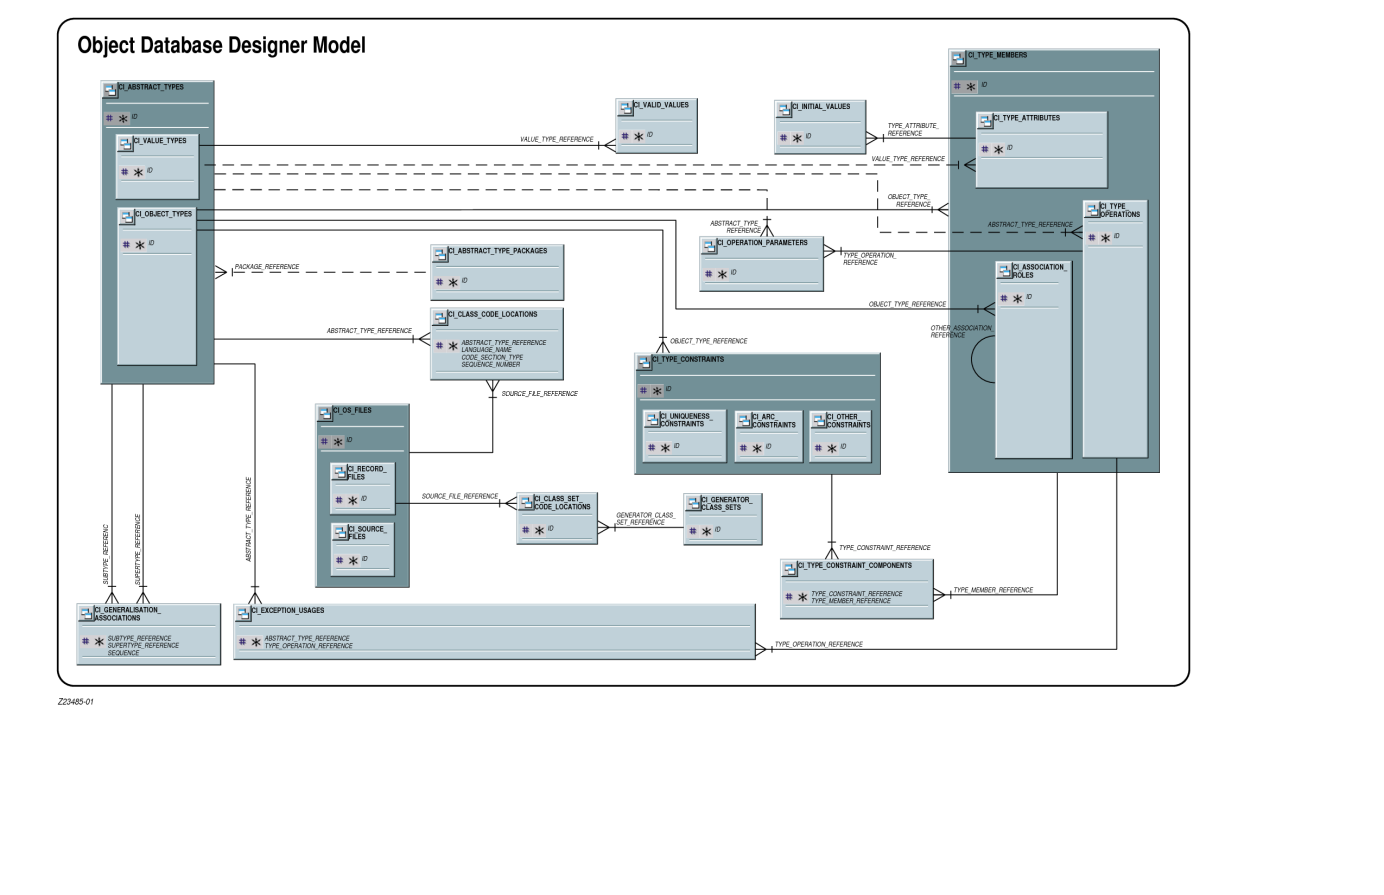 Object Database Designer Model
CI_ABSTRACT_TYPES
# * ID
CI_VALUE_TYPES
# * ID
CI_OBJECT_TYPES
# * ID
CI_VALID_VALUES
# * ID
VALUE_TYPE_REFERENCE
CI_INITIAL_VALUES
# * ID
TYPE_ATTRIBUTE_
REFERENCE
CI_TYPE_MEMBERS
# * ID
CI_TYPE_ATTRIBUTES
# * ID
VALUE_TYPE_REFERENCE
OBJECT_TYPE_
REFERENCE
CI_TYPE_
OPERATIONS
# * ID
ABSTRACT_TYPE_REFERENCE
ABSTRACT_TYPE_
REFERENCE
CI_OPERATION_PARAMETERS
# * ID
TYPE_OPERATION_
REFERENCE
CI_ASSOCIATION_
ROLES
# * ID
OBJECT_TYPE_REFERENCE
OTHER_ASSOCIATION_
REFERENCE
CI_ABSTRACT_TYPE_PACKAGES
# * ID
PACKAGE_REFERENCE
CI_CLASS_CODE_LOCATIONS
# * ABSTRACT_TYPE_REFERENCE
LANGUAGE_NAME
CODE_SECTION_TYPE
SEQUENCE_NUMBER
ABSTRACT_TYPE_REFERENCE
OBJECT_TYPE_REFERENCE
CI_TYPE_CONSTRAINTS
# * ID
CI_UNIQUENESS_
CONSTRAINTS
# * ID
CI_ARC_
CONSTRAINTS
# * ID
CI_OTHER_
CONSTRAINTS
# * ID
SOURCE_FILE_REFERENCE
CI_OS_FILES
# * ID
CI_RECORD_
FILES
# * ID
CI_SOURCE_
FILES
# * ID
SOURCE_FILE_REFERENCE
CI_CLASS_SET_
CODE_LOCATIONS
# * ID
GENERATOR_CLASS_
SET_REFERENCE
CI_GENERATOR_
CLASS_SETS
# * ID
SUBTYPE_REFERENC
SUPERTYPE_REFERENCE
ABSTRACT_TYPE_REFERENCE
TYPE_CONSTRAINT_REFERENCE
CI_TYPE_CONSTRAINT_COMPONENTS
# * TYPE_CONSTRAINT_REFERENCE
TYPE_MEMBER_REFERENCE
TYPE_MEMBER_REFERENCE
CI_GENERALISATION_
ASSOCIATIONS
# * SUBTYPE_REFERENCE
SUPERTYPE_REFERENCE
SEQUENCE
CI_EXCEPTION_USAGES
# * ABSTRACT_TYPE_REFERENCE
TYPE_OPERATION_REFERENCE
TYPE_OPERATION_REFERENCE
Z23485-01